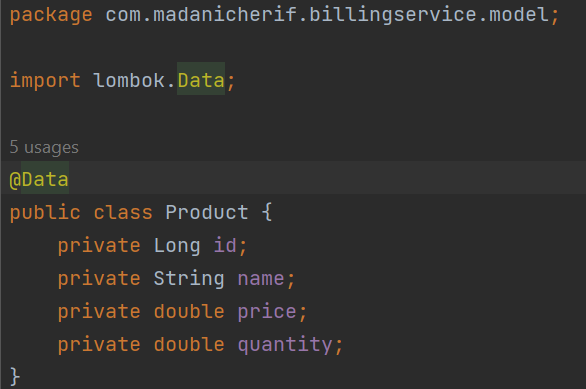 package com.madanicherif.billingservice.model;
import lombok.Data;
5 usages
@Data
public class Product {
    private Long id;
    private String name;
    private double price;
    private double quantity;
}